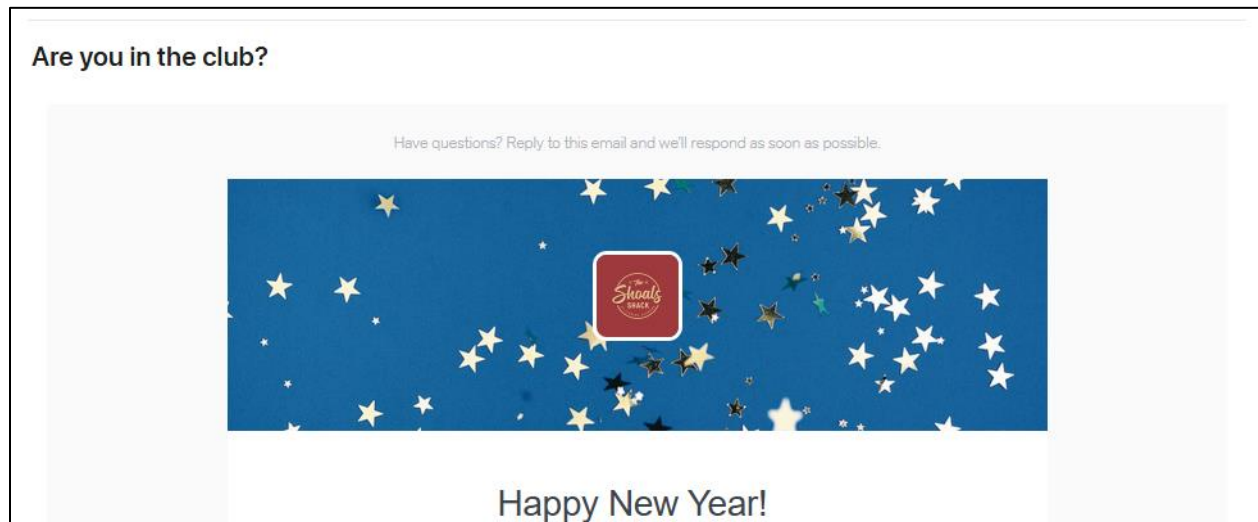 Are you in the club?
Have questions? Reply to this email and we'll respond as soon as possible.
The
Shoals
SHACK
Happy New Year!